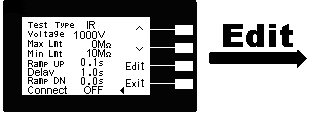 Test Type IR
Voltage 1000V
Max Lmt 0MΩ
Min Lmt 10MΩ
Ramp UP 0.1s
Delay 1.0s
Ramp DN 0.0s
Connect OFF
Edit
Exit
Edit